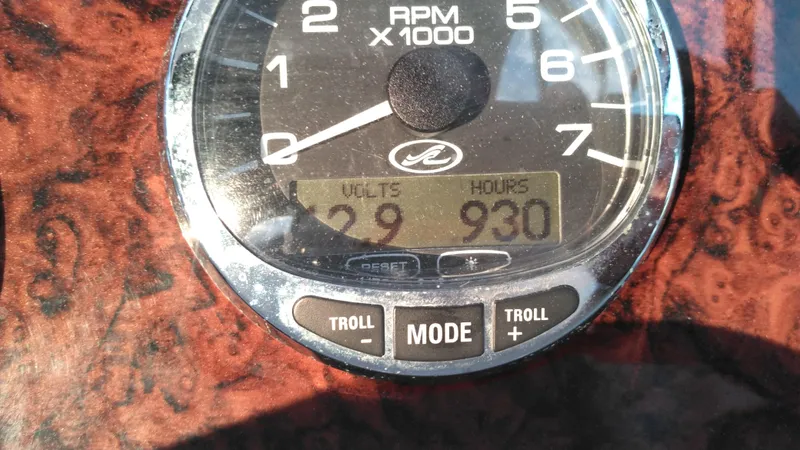 2
5
RPM
X1000
1
6
0
7
VOLTS HOURS
12.9 930
RESET
TROLL
-
MODE
TROLL
+